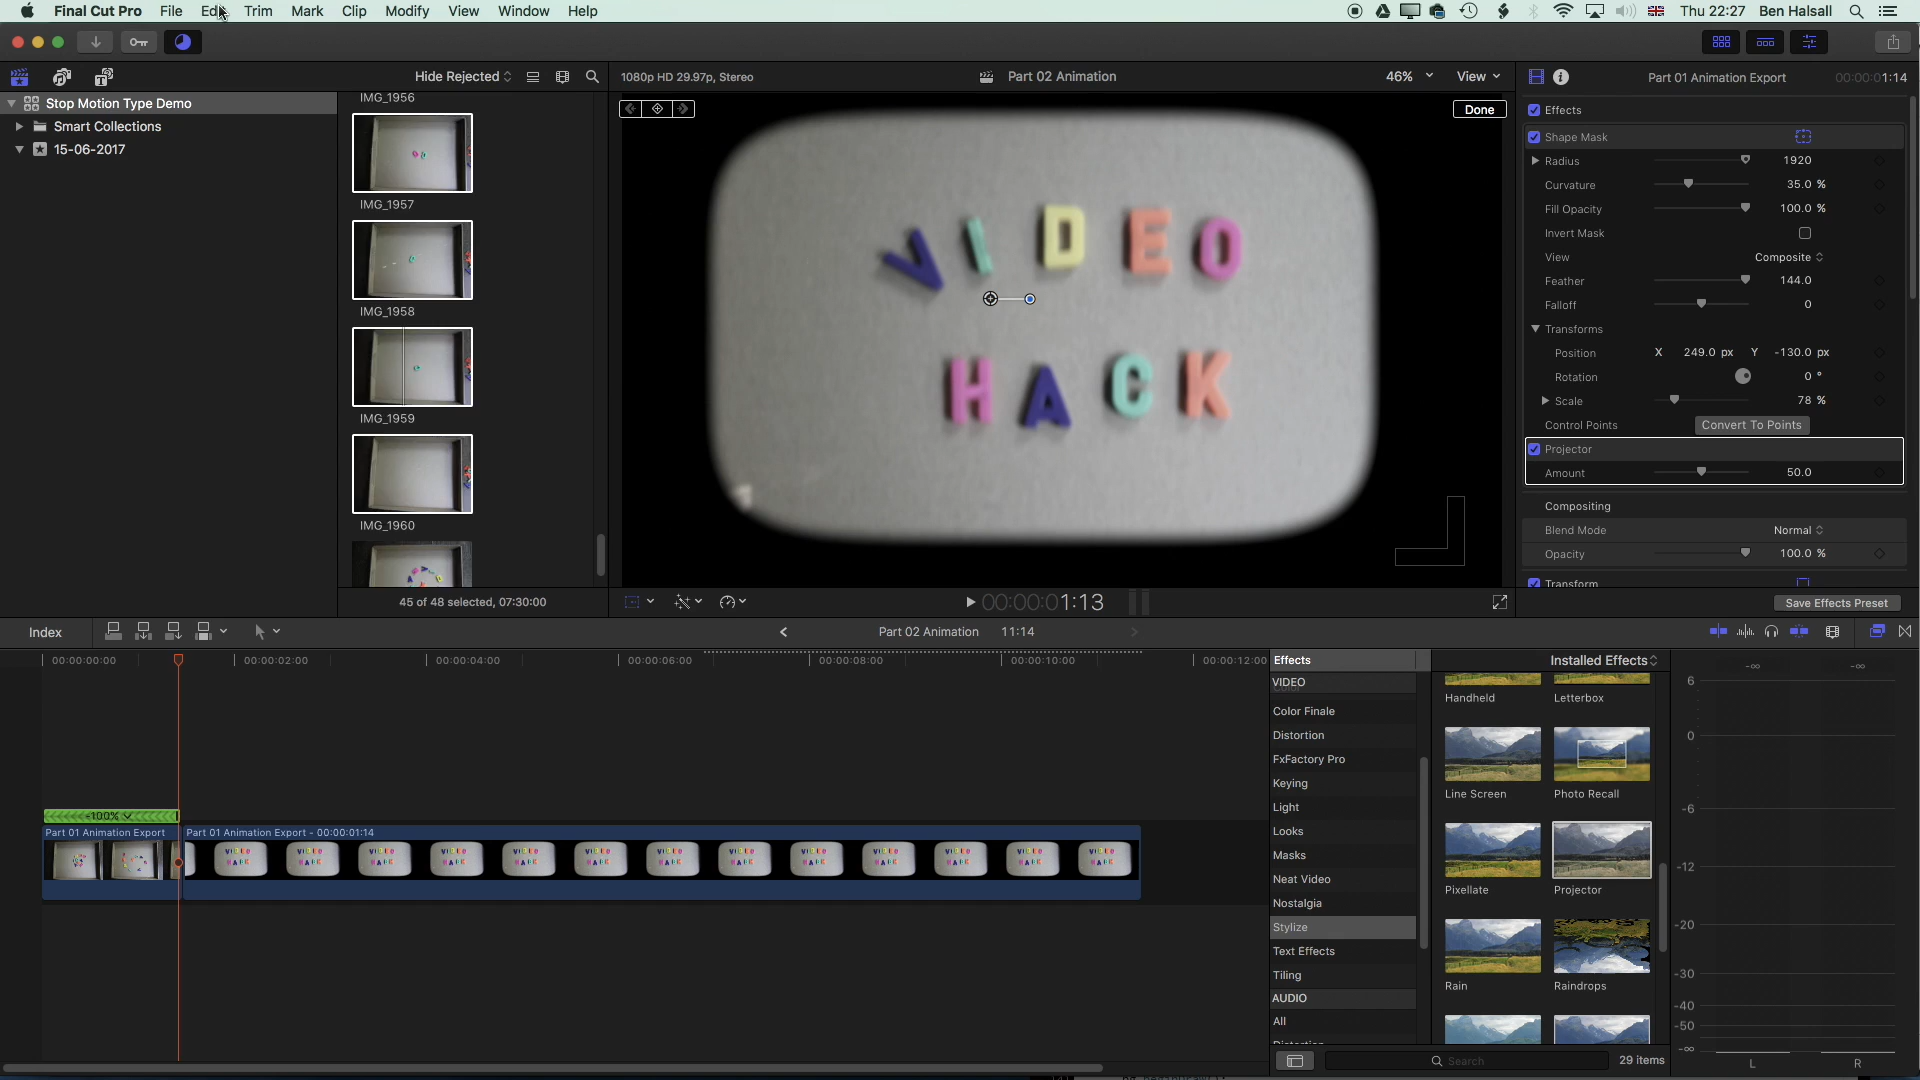 Final Cut Pro File Edit Trim Mark Clip Modify View Window Help
Thu 22:27 Ben Halsall
Hide Rejected
1080p HD 29.97p, Stereo
Part 02 Animation
46% View
Part 01 Animation Export
00:00:01:14
Stop Motion Type Demo
Smart Collections
15-06-2017
IMG_1956
IMG_1957
IMG_1958
IMG_1959
IMG_1960
45 of 48 selected, 07:30:00
Done
VIDEO
HACK
00:00:01:13
Effects
Shape Mask
Radius 1920
Curvature 35.0 %
Fill Opacity 100.0 %
Invert Mask
View Composite
Feather 144.0
Falloff 0
Transforms
Position X 249.0 px Y -130.0 px
Rotation 0 °
Scale 78 %
Control Points Convert To Points
Projector
Amount 50.0
Compositing
Blend Mode Normal
Opacity 100.0 %
Transform
Save Effects Preset
Index
Part 02 Animation 11:14
00:00:00:00 00:00:02:00 00:00:04:00 00:00:06:00 00:00:08:00 00:00:10:00 00:00:12:00
-100%
Part 01 Animation Export
Part 01 Animation Export - 00:00:01:14
Effects
Installed Effects
VIDEO
Color
Color Finale
Distortion
FxFactory Pro
Keying
Light
Looks
Masks
Neat Video
Nostalgia
Stylize
Text Effects
Tiling
AUDIO
All
Distortion
Handheld Letterbox
Line Screen Photo Recall
Pixellate Projector
Rain Raindrops
Search
29 items
-∞ -∞
6
0
-6
-12
-20
-30
-40
-50
-∞
L R